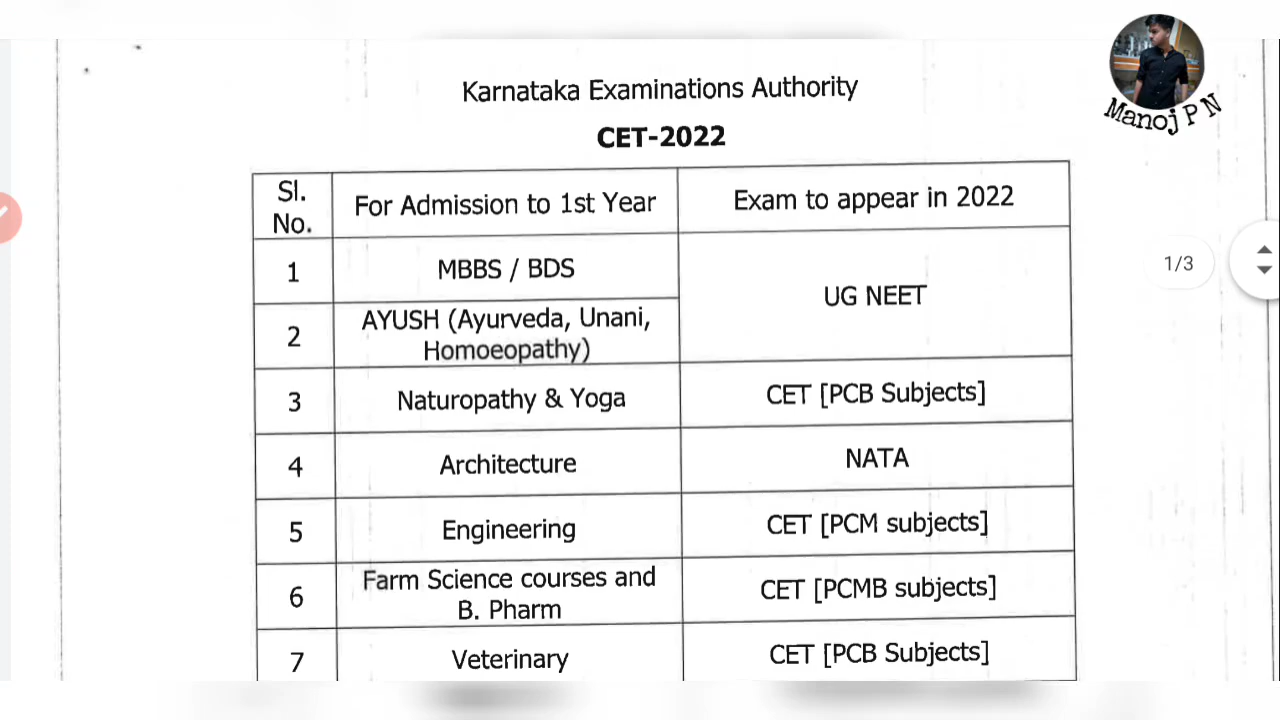 Manoj P N
Karnataka Examinations Authority
CET-2022
Sl.
No.
For Admission to 1st Year
Exam to appear in 2022
1
MBBS / BDS
UG NEET
2
AYUSH (Ayurveda, Unani,
Homoeopathy)
3
Naturopathy & Yoga
CET [PCB Subjects]
4
Architecture
NATA
5
Engineering
CET [PCM subjects]
6
Farm Science courses and
B. Pharm
CET [PCMB subjects]
7
Veterinary
CET [PCB Subjects]
1/3